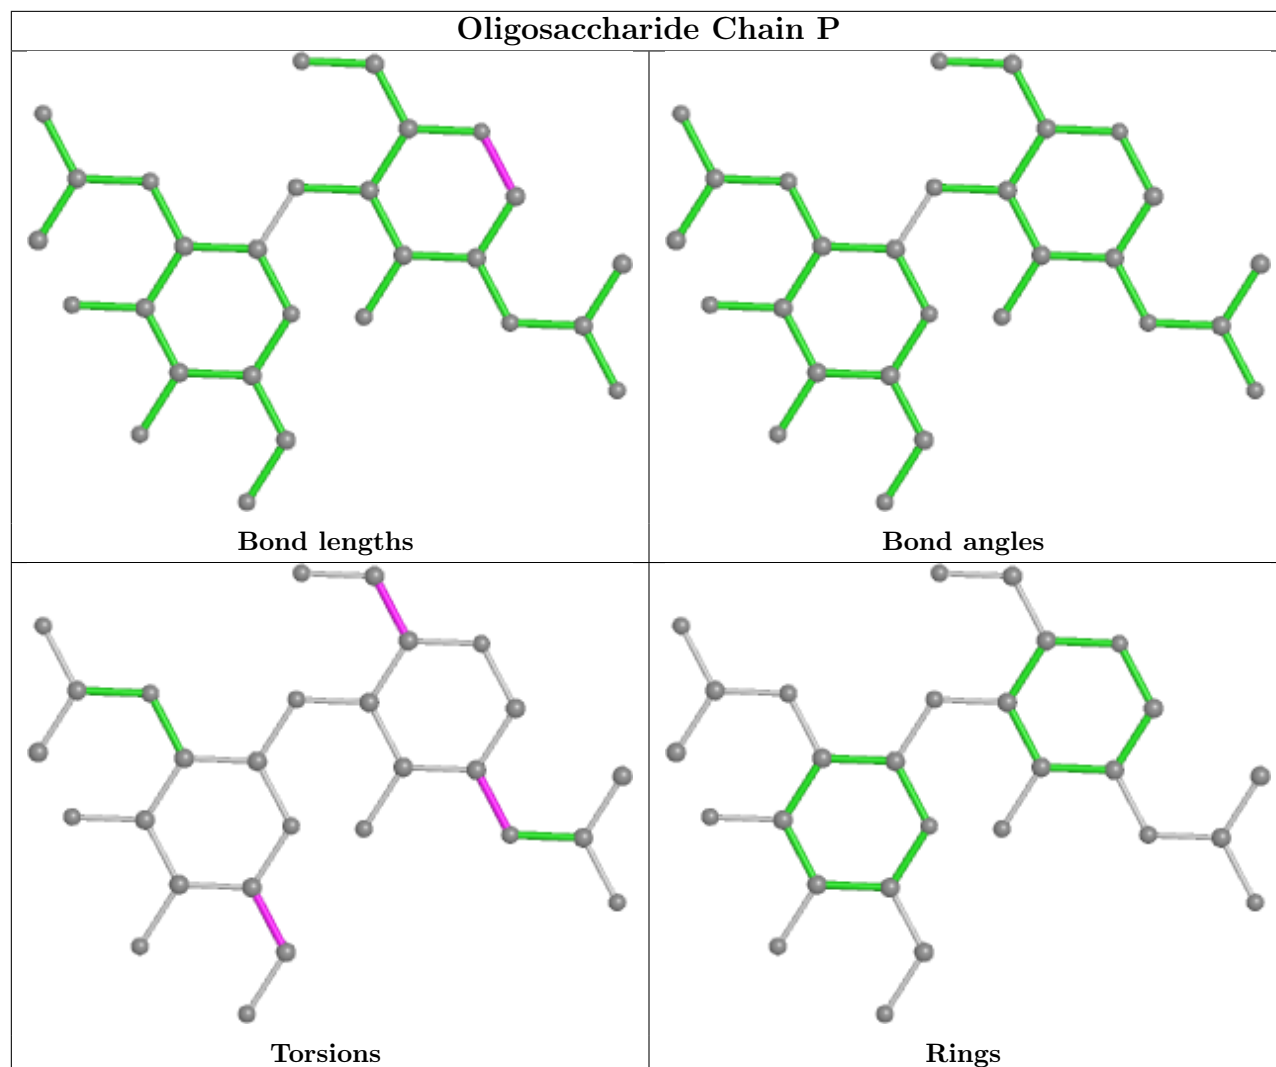 Oligosaccharide Chain P
Bond lengths
Bond angles
Torsions
Rings